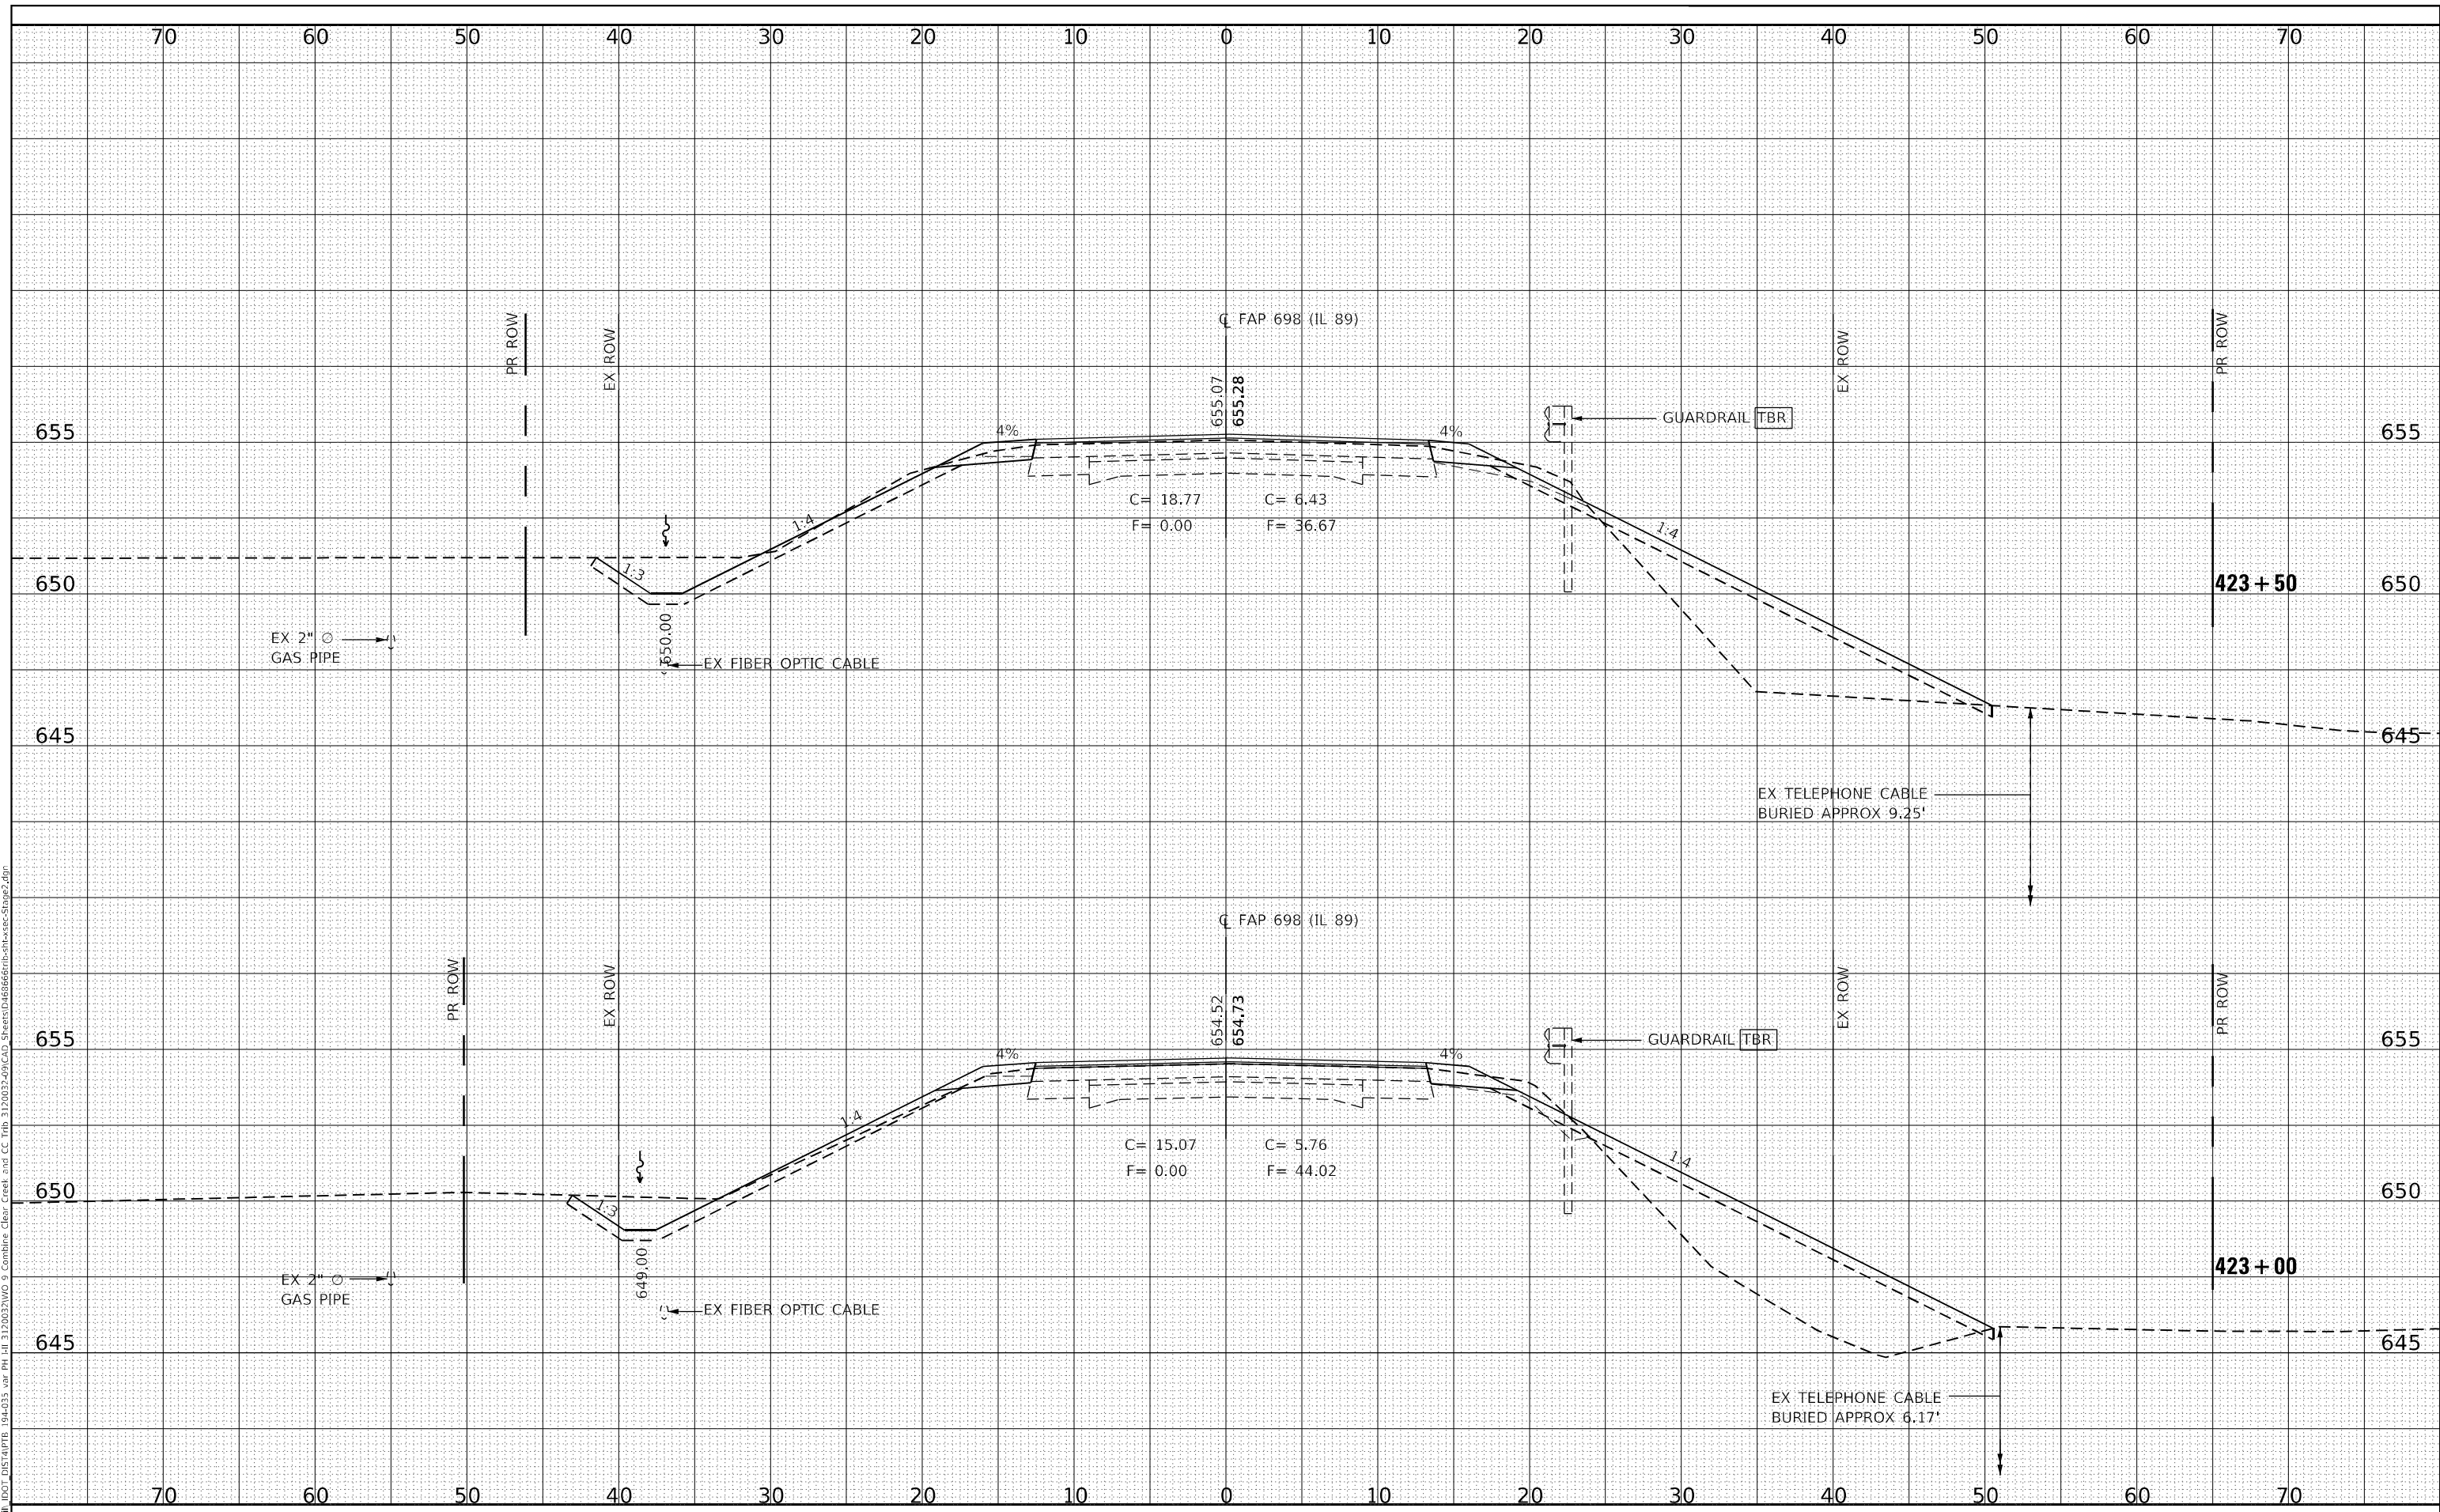 70 60 50 40 30 20 10 0 10 20 30 40 50 60 70
PR ROW
EX ROW
℄ FAP 698 (IL 89)
EX ROW
PR ROW
655.07
655.28
GUARDRAIL TBR
655
4%
4%
655
C= 18.77 C= 6.43
F= 0.00 F= 36.67
1:4
1:4
1:3
650
423+50
650
650.00
EX 2" ∅
GAS PIPE
EX FIBER OPTIC CABLE
645
645
EX TELEPHONE CABLE
BURIED APPROX 9.25'
℄ FAP 698 (IL 89)
PR ROW
EX ROW
EX ROW
PR ROW
654.52
654.73
GUARDRAIL TBR
655
4%
4%
655
1:4
C= 15.07 C= 5.76
F= 0.00 F= 44.02
1:4
650
1:3
650
649.00
423+00
EX 2" ∅
GAS PIPE
EX FIBER OPTIC CABLE
645
645
EX TELEPHONE CABLE
BURIED APPROX 6.17'
70 60 50 40 30 20 10 0 10 20 30 40 50 60 70